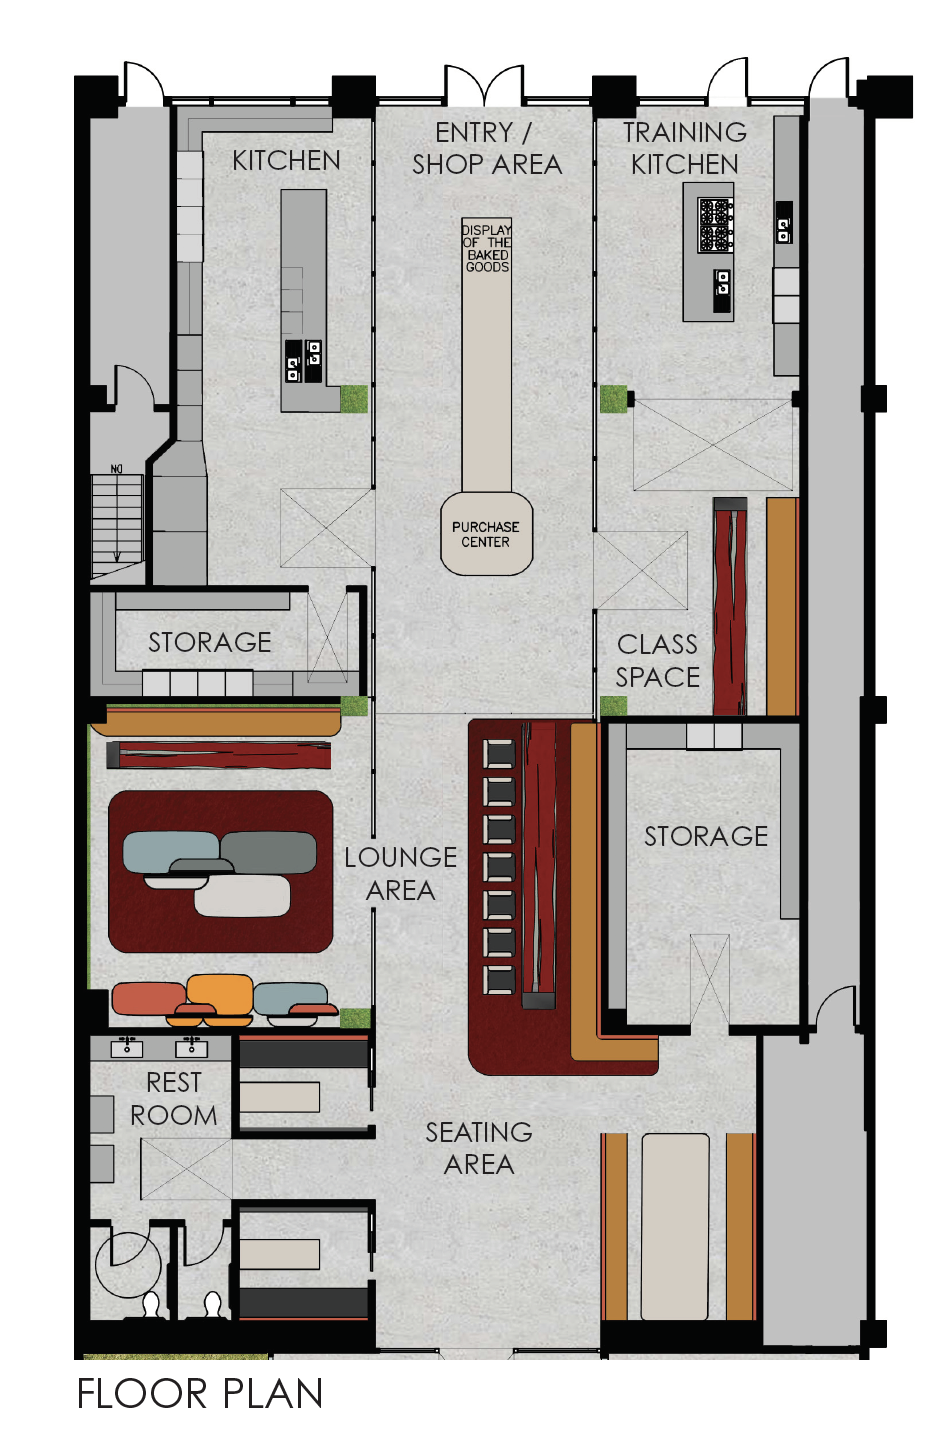 KITCHEN
ENTRY /
SHOP AREA
TRAINING
KITCHEN
DISPLAY
OF THE
BAKED
GOODS
DN
PURCHASE
CENTER
STORAGE
CLASS
SPACE
LOUNGE
AREA
STORAGE
REST
ROOM
SEATING
AREA
FLOOR PLAN